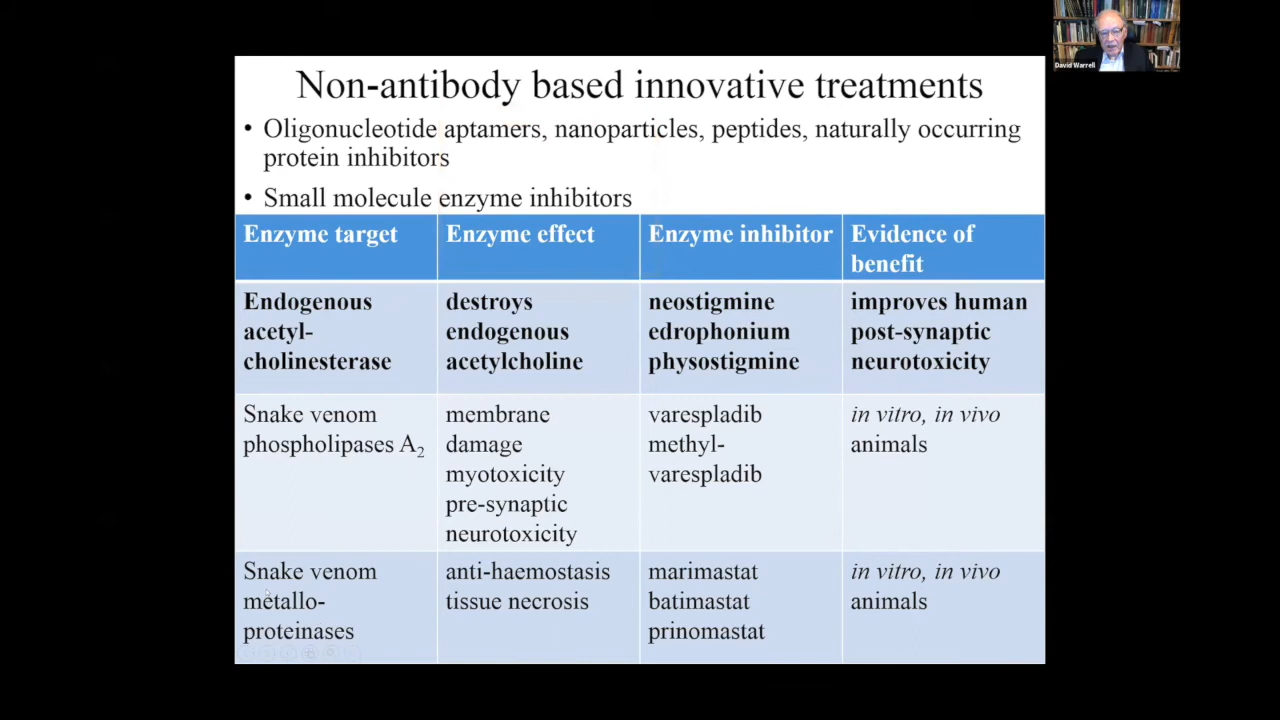 Non-antibody based innovative treatments
• Oligonucleotide aptamers, nanoparticles, peptides, naturally occurring
protein inhibitors
• Small molecule enzyme inhibitors
Enzyme target
Enzyme effect
Enzyme inhibitor
Evidence of
benefit
Endogenous
acetyl-
cholinesterase
destroys
endogenous
acetylcholine
neostigmine
edrophonium
physostigmine
improves human
post-synaptic
neurotoxicity
Snake venom
phospholipases A₂
membrane
damage
myotoxicity
pre-synaptic
neurotoxicity
varespladib
methyl-
varespladib
in vitro, in vivo
animals
Snake venom
metallo-
proteinases
anti-haemostasis
tissue necrosis
marimastat
batimastat
prinomastat
in vitro, in vivo
animals
David Warrell